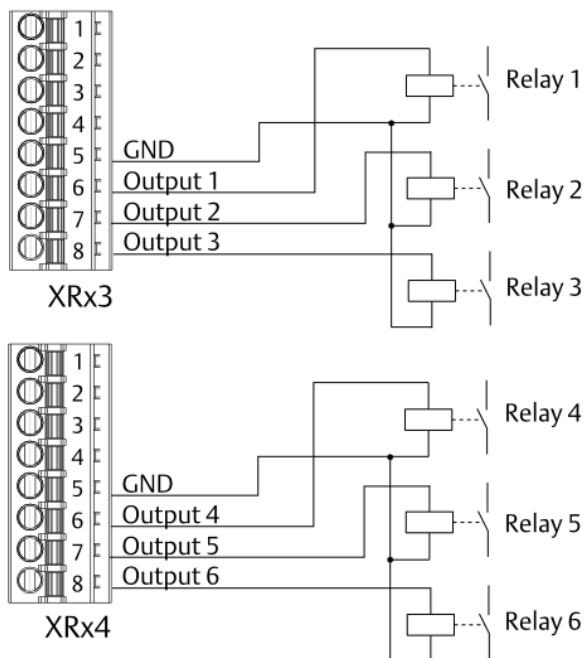 1
2
3
4
5
6
7
8
GND
Output 1
Output 2
Output 3
Relay 1
Relay 2
Relay 3
XRx3
1
2
3
4
5
6
7
8
GND
Output 4
Output 5
Output 6
Relay 4
Relay 5
Relay 6
XRx4